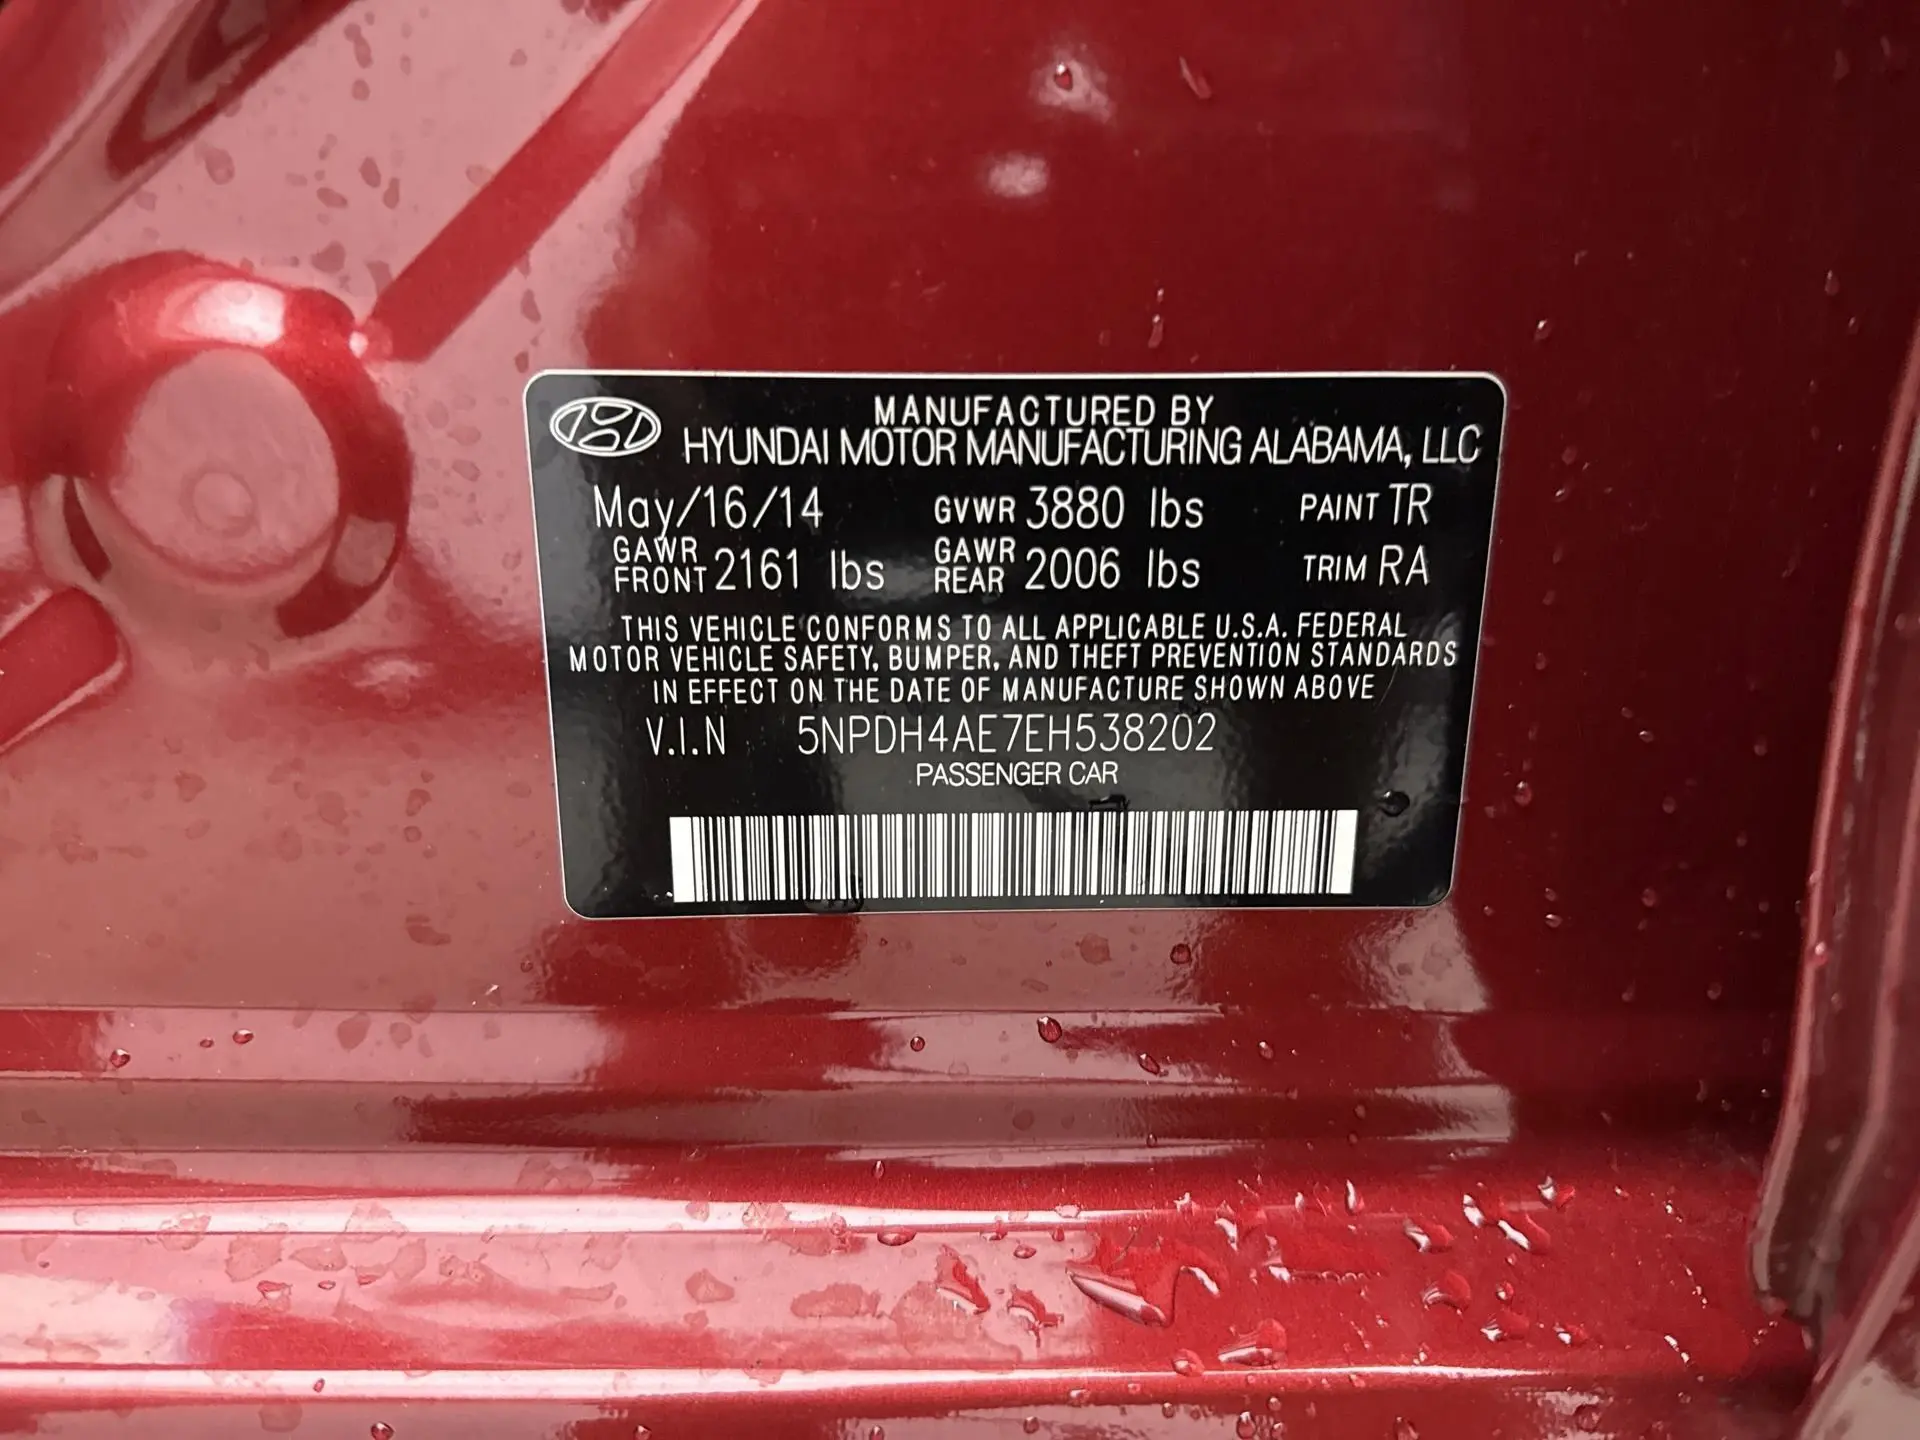 MANUFACTURED BY
HYUNDAI MOTOR MANUFACTURING ALABAMA, LLC
May/16/14 GVWR 3880 lbs PAINT TR
GAWR FRONT 2161 lbs GAWR REAR 2006 lbs TRIM RA
THIS VEHICLE CONFORMS TO ALL APPLICABLE U.S.A. FEDERAL
MOTOR VEHICLE SAFETY, BUMPER, AND THEFT PREVENTION STANDARDS
IN EFFECT ON THE DATE OF MANUFACTURE SHOWN ABOVE
V.I.N 5NPDH4AE7EH538202
PASSENGER CAR